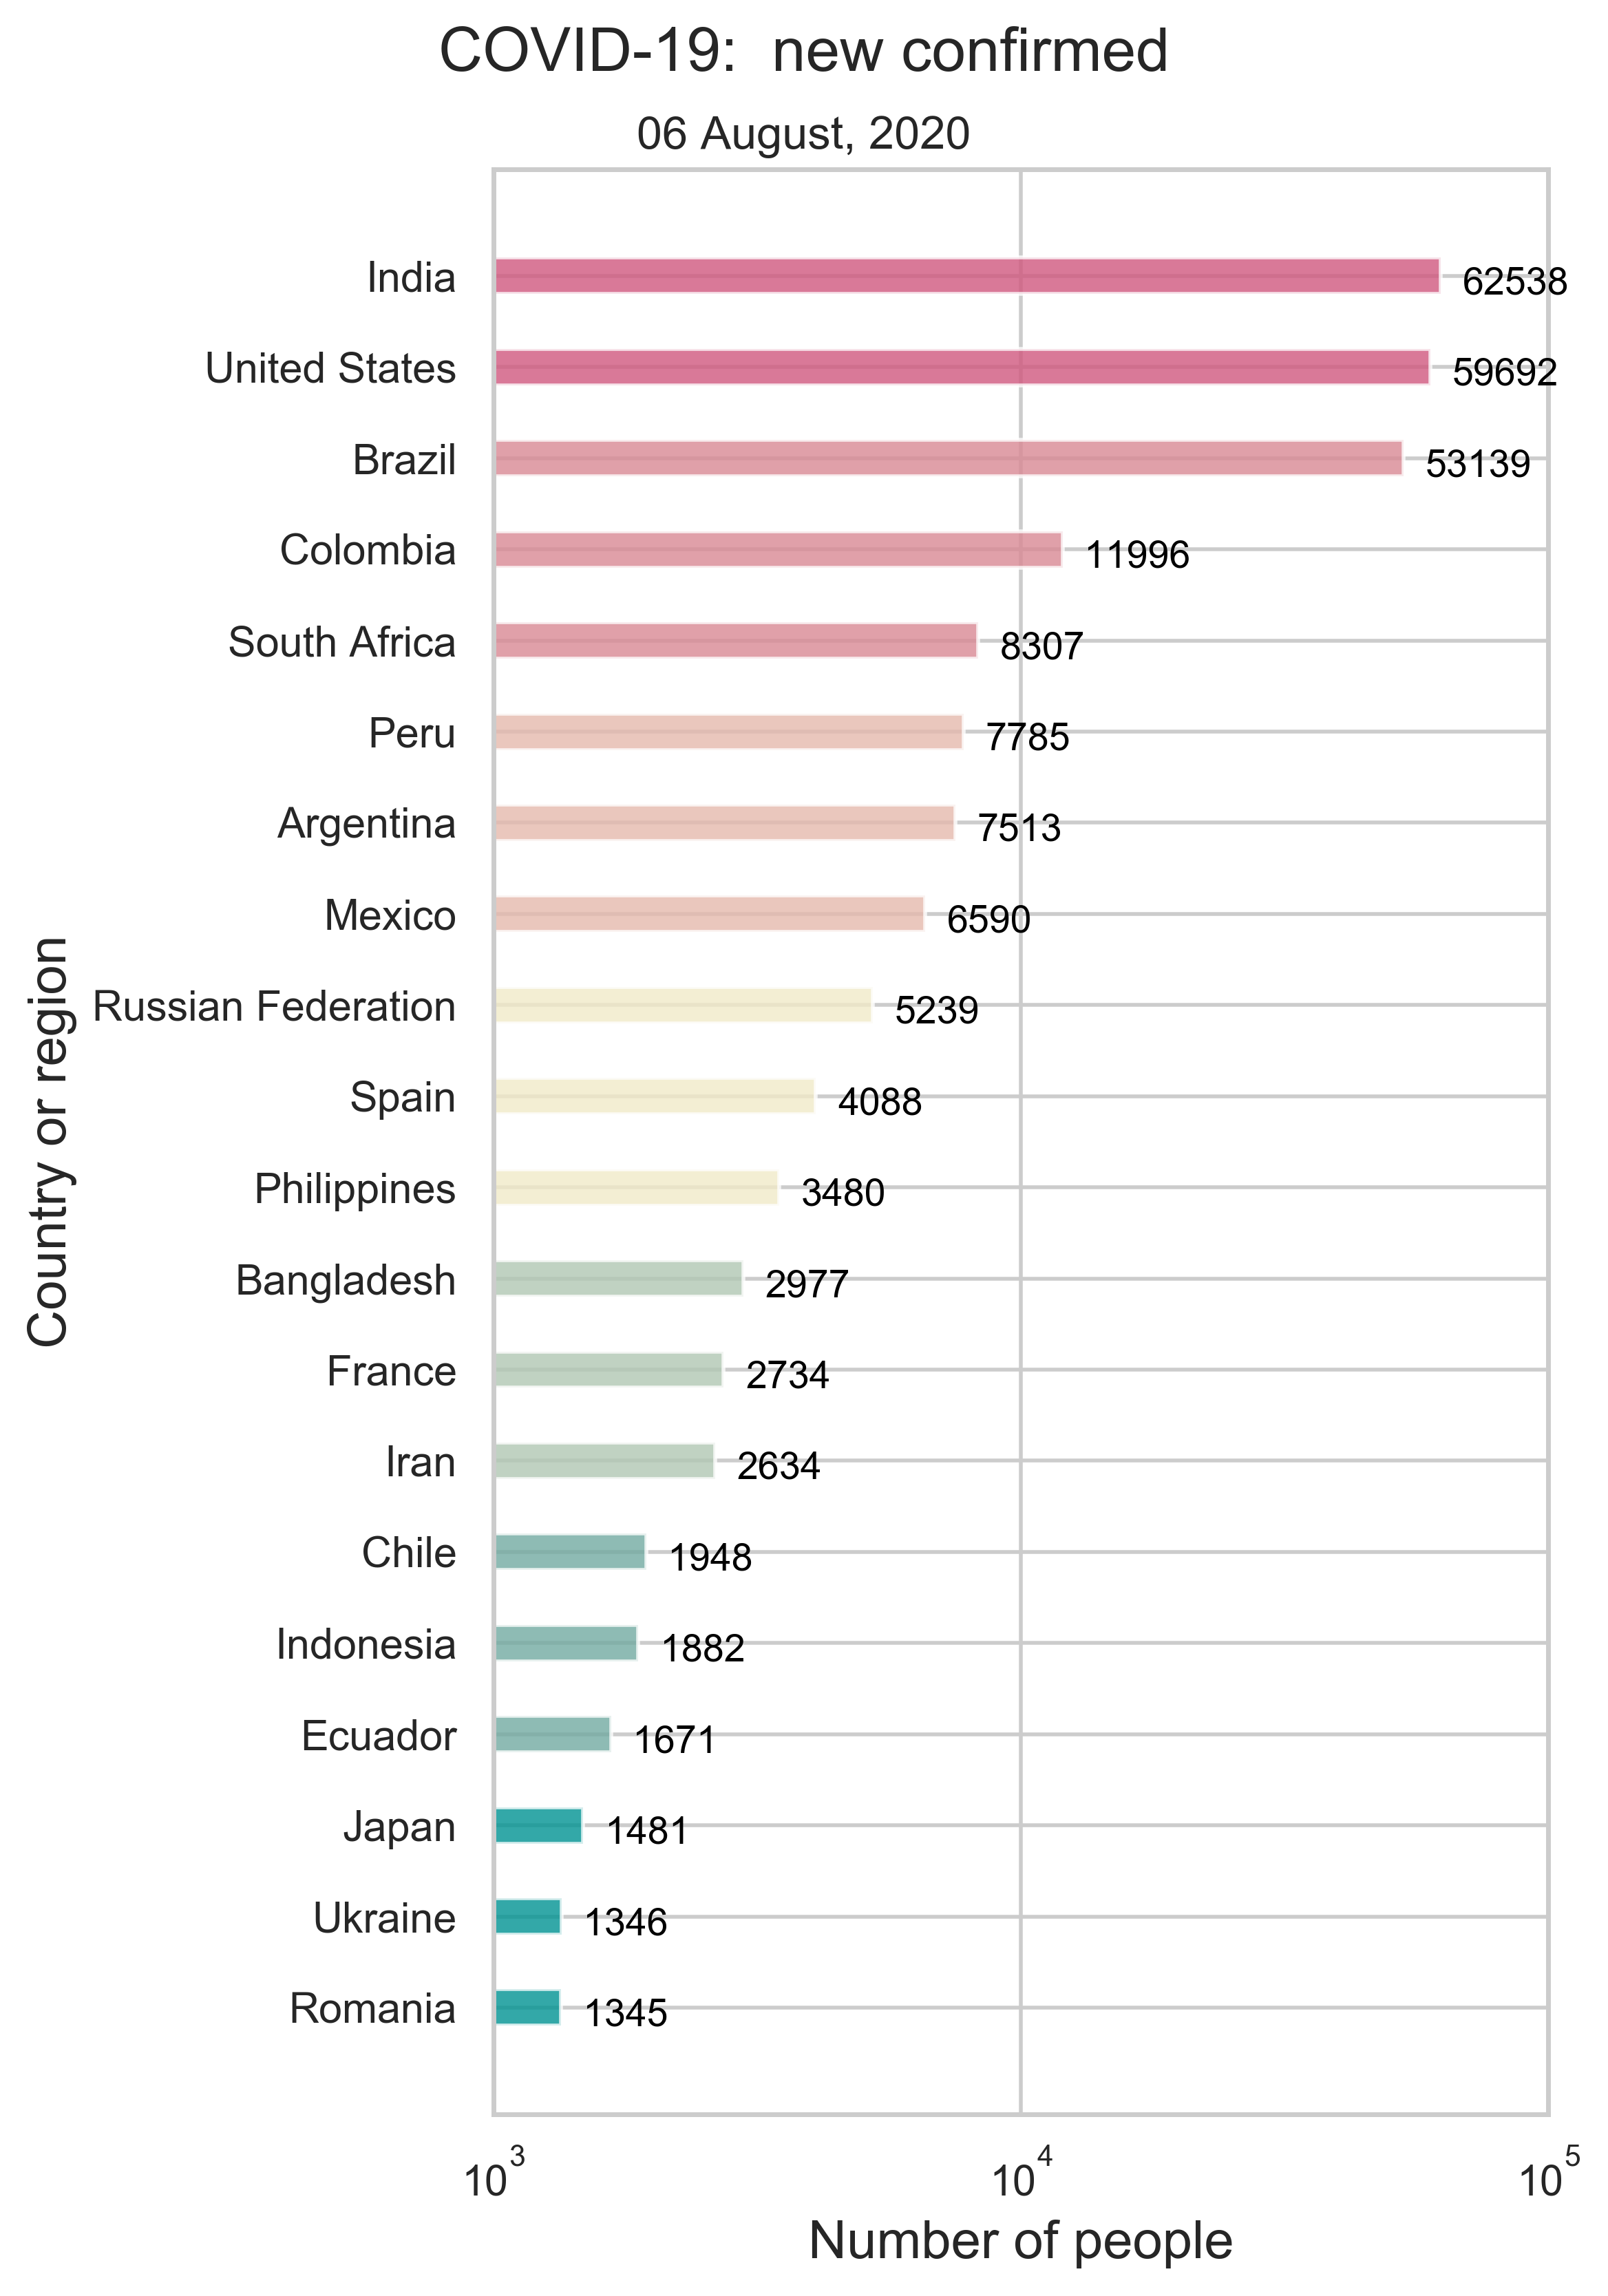 COVID-19:  new confirmed
06 August, 2020
Country or region
India 62538
United States 59692
Brazil 53139
Colombia 11996
South Africa 8307
Peru 7785
Argentina 7513
Mexico 6590
Russian Federation 5239
Spain 4088
Philippines 3480
Bangladesh 2977
France 2734
Iran 2634
Chile 1948
Indonesia 1882
Ecuador 1671
Japan 1481
Ukraine 1346
Romania 1345
10³ 10⁴ 10⁵
Number of people